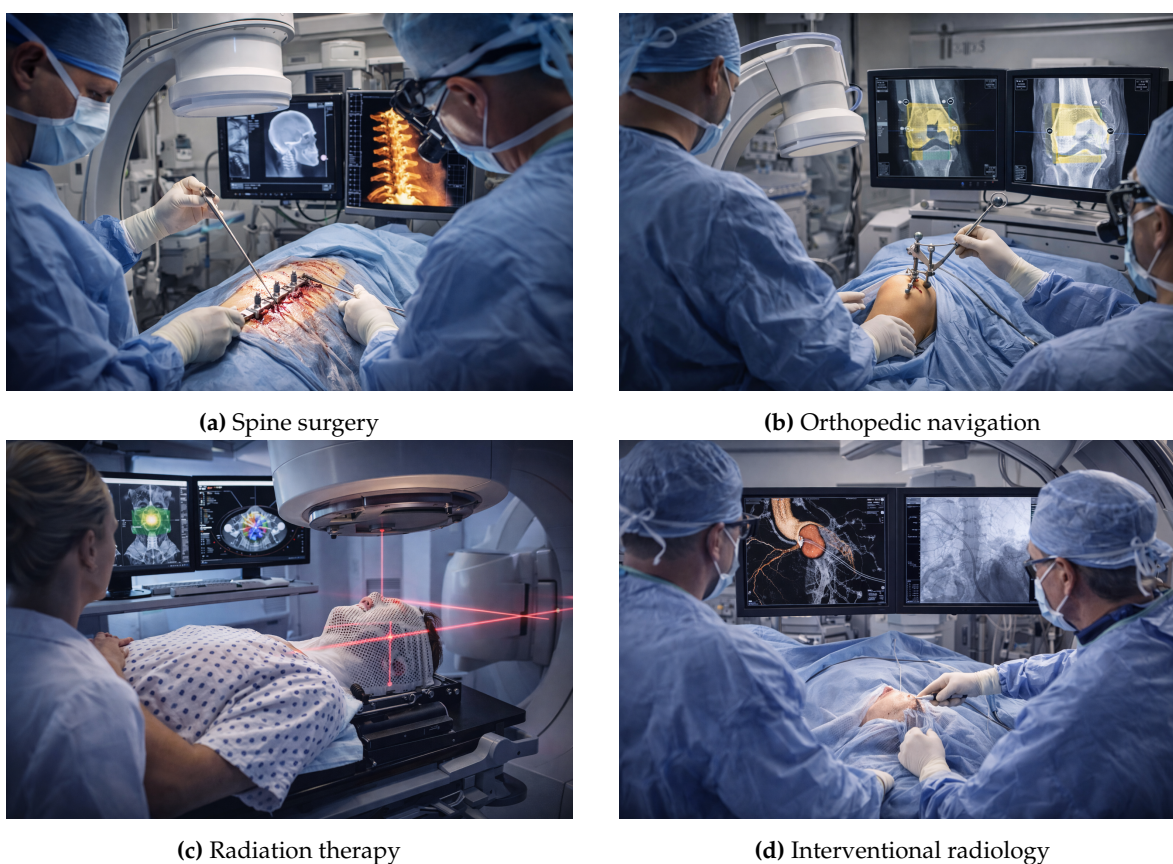 (a) Spine surgery
(b) Orthopedic navigation
(c) Radiation therapy
(d) Interventional radiology